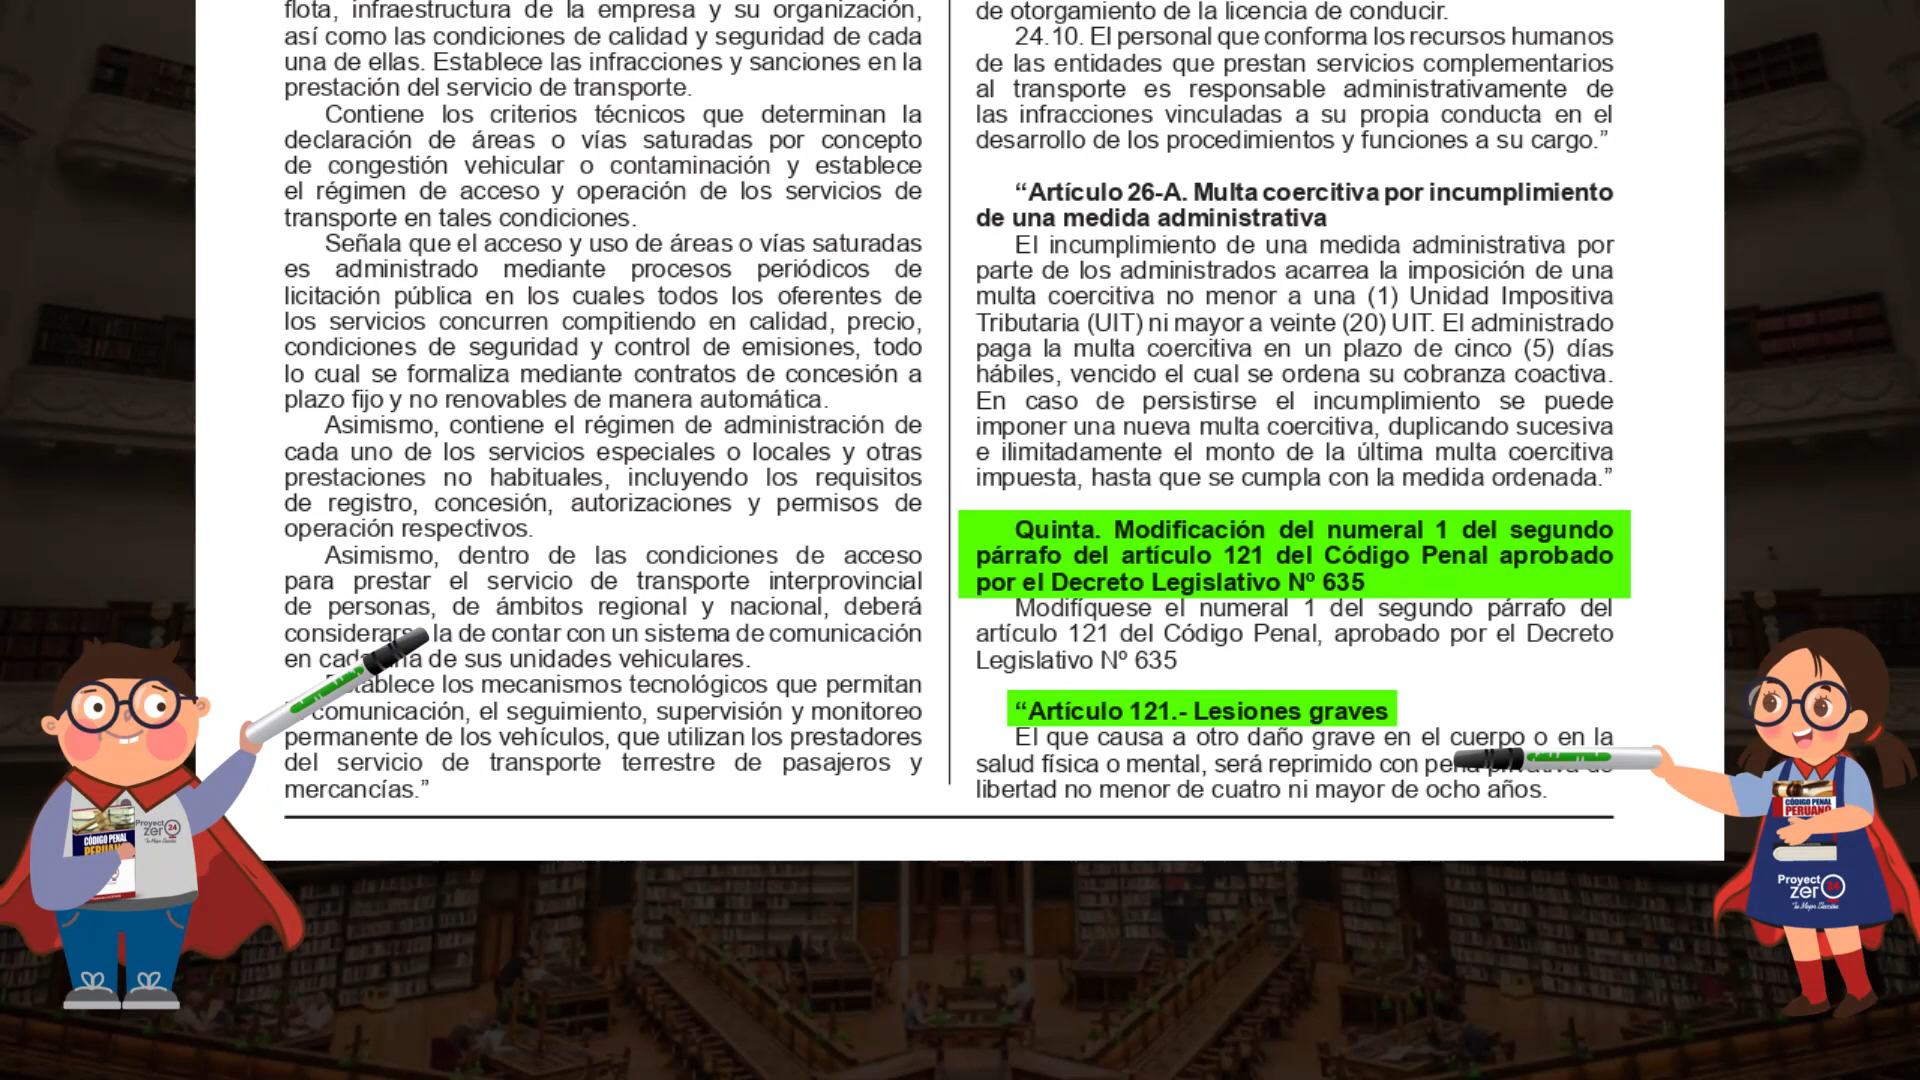 flota, infraestructura de la empresa y su organización,
así como las condiciones de calidad y seguridad de cada
una de ellas. Establece las infracciones y sanciones en la
prestación del servicio de transporte.
Contiene los criterios técnicos que determinan la
declaración de áreas o vías saturadas por concepto
de congestión vehicular o contaminación y establece
el régimen de acceso y operación de los servicios de
transporte en tales condiciones.
Señala que el acceso y uso de áreas o vías saturadas
es administrado mediante procesos periódicos de
licitación pública en los cuales todos los oferentes de
los servicios concurren compitiendo en calidad, precio,
condiciones de seguridad y control de emisiones, todo
lo cual se formaliza mediante contratos de concesión a
plazo fijo y no renovables de manera automática.
Asimismo, contiene el régimen de administración de
cada uno de los servicios especiales o locales y otras
prestaciones no habituales, incluyendo los requisitos
de registro, concesión, autorizaciones y permisos de
operación respectivos.
Asimismo, dentro de las condiciones de acceso
para prestar el servicio de transporte interprovincial
de personas, de ámbitos regional y nacional, deberá
la de contar con un sistema de comunicación
en de sus unidades vehiculares.
los mecanismos tecnológicos que permitan
comunicación, el seguimiento, supervisión y monitoreo
permanente de los vehículos, que utilizan los prestadores
del servicio de transporte terrestre de pasajeros y
mercancías.”
de otorgamiento de la licencia de conducir.
24.10. El personal que conforma los recursos humanos
de las entidades que prestan servicios complementarios
al transporte es responsable administrativamente de
las infracciones vinculadas a su propia conducta en el
desarrollo de los procedimientos y funciones a su cargo.”
“Artículo 26-A. Multa coercitiva por incumplimiento
de una medida administrativa
El incumplimiento de una medida administrativa por
parte de los administrados acarrea la imposición de una
multa coercitiva no menor a una (1) Unidad Impositiva
Tributaria (UIT) ni mayor a veinte (20) UIT. El administrado
paga la multa coercitiva en un plazo de cinco (5) días
hábiles, vencido el cual se ordena su cobranza coactiva.
En caso de persistirse el incumplimiento se puede
imponer una nueva multa coercitiva, duplicando sucesiva
e ilimitadamente el monto de la última multa coercitiva
impuesta, hasta que se cumpla con la medida ordenada.”
Quinta. Modificación del numeral 1 del segundo
párrafo del artículo 121 del Código Penal aprobado
por el Decreto Legislativo Nº 635
Modifíquese el numeral 1 del segundo párrafo del
artículo 121 del Código Penal, aprobado por el Decreto
Legislativo Nº 635
“Artículo 121.- Lesiones graves
El que causa a otro daño grave en el cuerpo o en la
salud física o mental, será reprimido con
libertad no menor de cuatro ni mayor de ocho años.
CÓDIGO PENAL
Proyect
zer 24
Tu Mejor Elección
CÓDIGO PENAL
PERUANO
Proyect
zer 24
Tu Mejor Elección